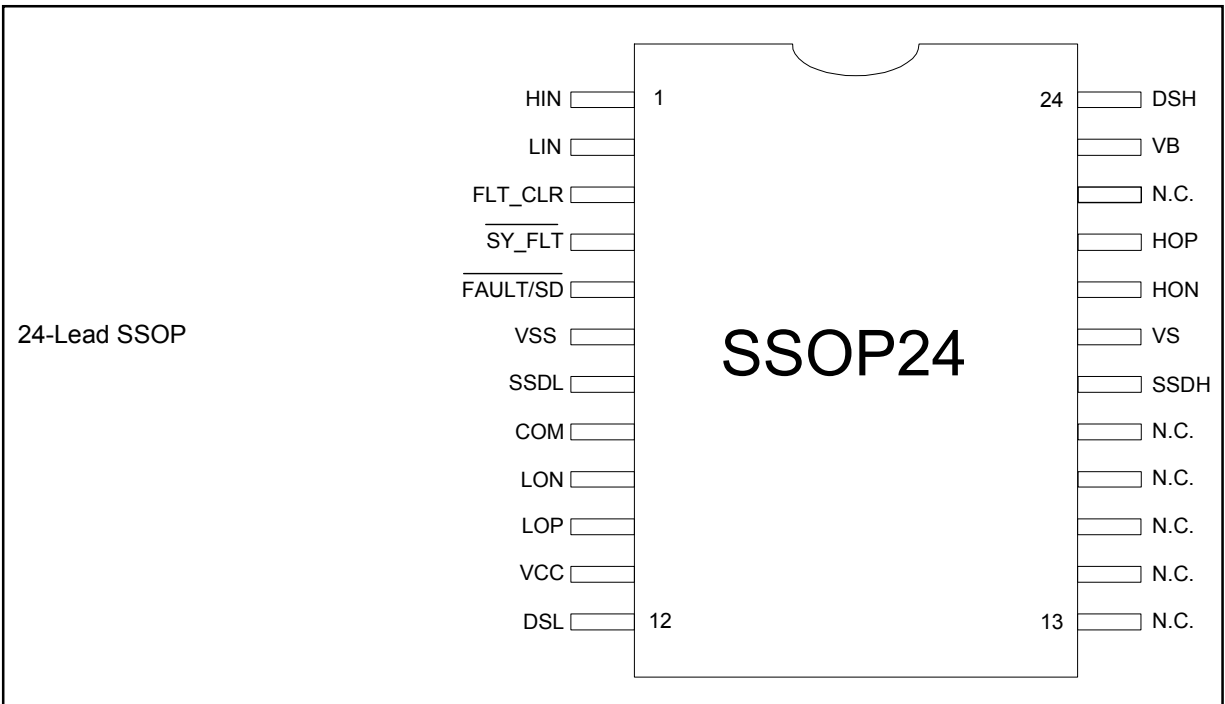 HIN 1 24 DSH
LIN VB
FLT_CLR N.C.
SY_FLT HOP
FAULT/SD HON
24-Lead SSOP VSS SSOP24 VS
SSDL SSDH
COM N.C.
LON N.C.
LOP N.C.
VCC N.C.
DSL 12 13 N.C.